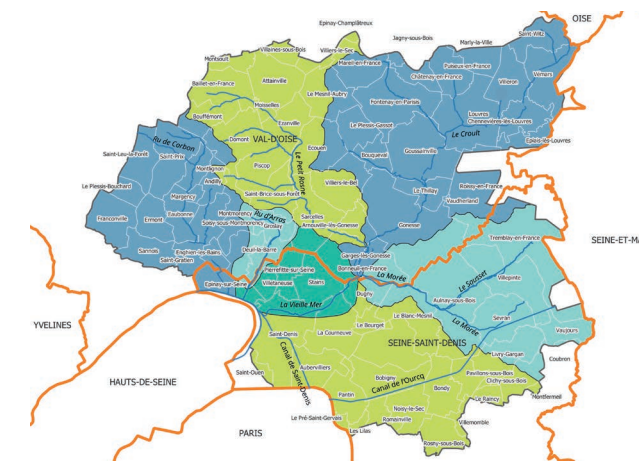 OISE
Epinay-Champlâtreux
Jagny-sous-Bois
Marly-la-Ville
Saint-Witz
Villaines-sous-Bois
Villiers-le-Sec
Montsoult
Mareil-en-France
Puiseux-en-France
Châtenay-en-France
Vémars
Villeron
Baillet-en-France
Attainville
Le Mesnil-Aubry
Fontenay-en-Parisis
Moisselles
Louvres
Chennevières-lès-Louvres
Bouffémont
Ezanville
Le Plessis-Gassot
Le Croult
Epiais-lès-Louvres
Domont
VAL-D'OISE
Ru de Corbon
Ecouen
Goussainville
Bouqueval
Saint-Leu-la-Forêt
Saint-Prix
Le Petit Rosne
Piscop
Montlignon
Andilly
Villiers-le-Bel
Roissy-en-France
Le Plessis-Bouchard
Le Thillay
Vaudherland
Margency
Saint-Brice-sous-Forêt
Eaubonne
Montmorency
Ru d'Arras
Sarcelles
Franconville
Ermont
Soisy-sous-Montmorency
Groslay
Arnouville-lès-Gonesse
Gonesse
SEINE-ET-MA
Tremblay-en-France
Sannois
Enghien-les-Bains
Deuil-la-Barre
Garges-lès-Gonesse
Saint-Gratien
Pierrefitte-sur-Seine
Bonneuil-en-France
La Morée
Le Sausset
Villepinte
Epinay-sur-Seine
Villetaneuse
Stains
Dugny
Aulnay-sous-Bois
La Vieille Mer
Le Blanc-Mesnil
La Morée
Sevran
YVELINES
Le Bourget
Vaujours
Saint-Denis
La Courneuve
SEINE-SAINT-DENIS
Livry-Gargan
Coubron
Canal de Saint-Denis
Aubervilliers
Saint-Ouen
Pavillons-sous-Bois
HAUTS-DE-SEINE
Bobigny
Clichy-sous-Bois
Canal de l'Ourcq
Bondy
Pantin
Montfermeil
Le Raincy
Noisy-le-Sec
Le Pré-Saint-Gervais
Romainville
Villemomble
PARIS
Les Lilas
Rosny-sous-Bois